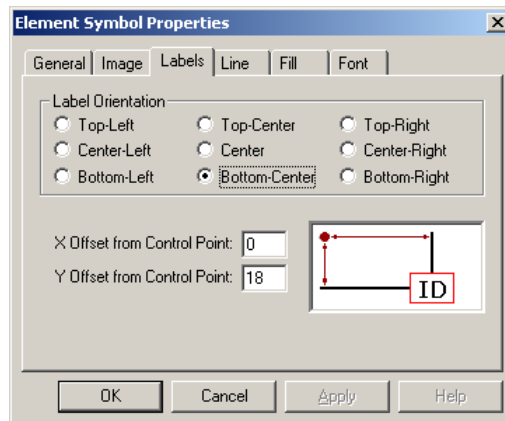 Element Symbol Properties
General Image Labels Line Fill Font
Label Orientation
Top-Left Top-Center Top-Right
Center-Left Center Center-Right
Bottom-Left Bottom-Center Bottom-Right
X Offset from Control Point: 0
Y Offset from Control Point: 18
ID
OK Cancel Apply Help